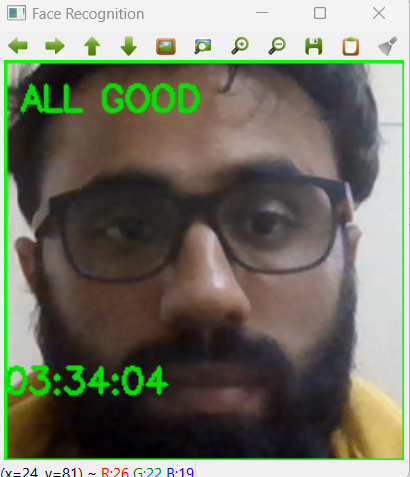 Face Recognition
ALL GOOD
03:34:04
(x=24, y=81) ~ R:26 G:22 B:19